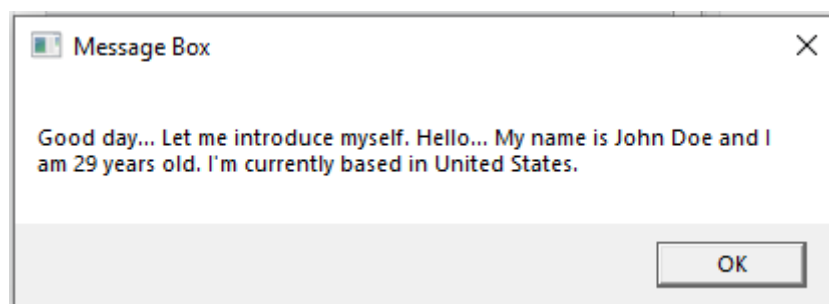 Message Box
Good day... Let me introduce myself. Hello... My name is John Doe and I
am 29 years old. I'm currently based in United States.
OK